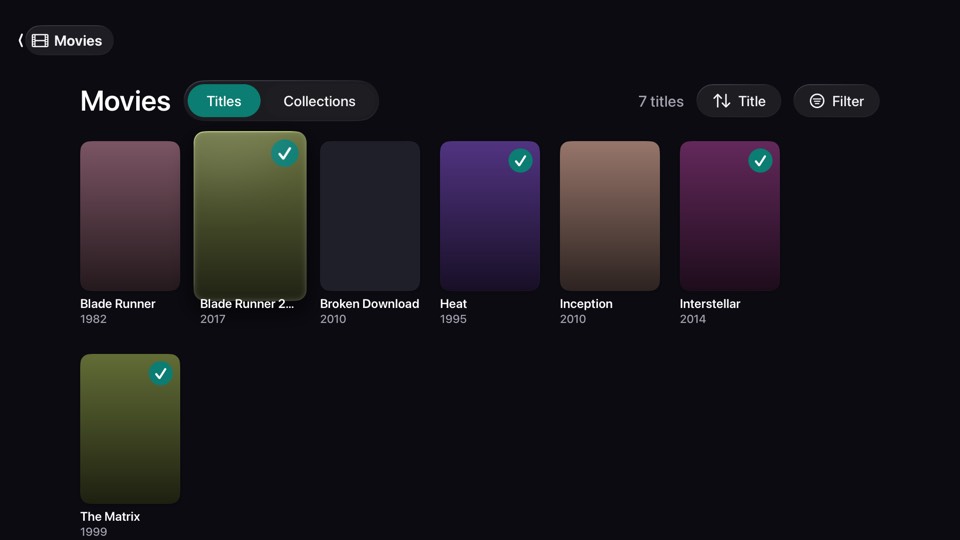 Movies
Movies
Titles
Collections
7 titles
Title
Filter
Blade Runner
1982
Blade Runner 2...
2017
Broken Download
2010
Heat
1995
Inception
2010
Interstellar
2014
The Matrix
1999